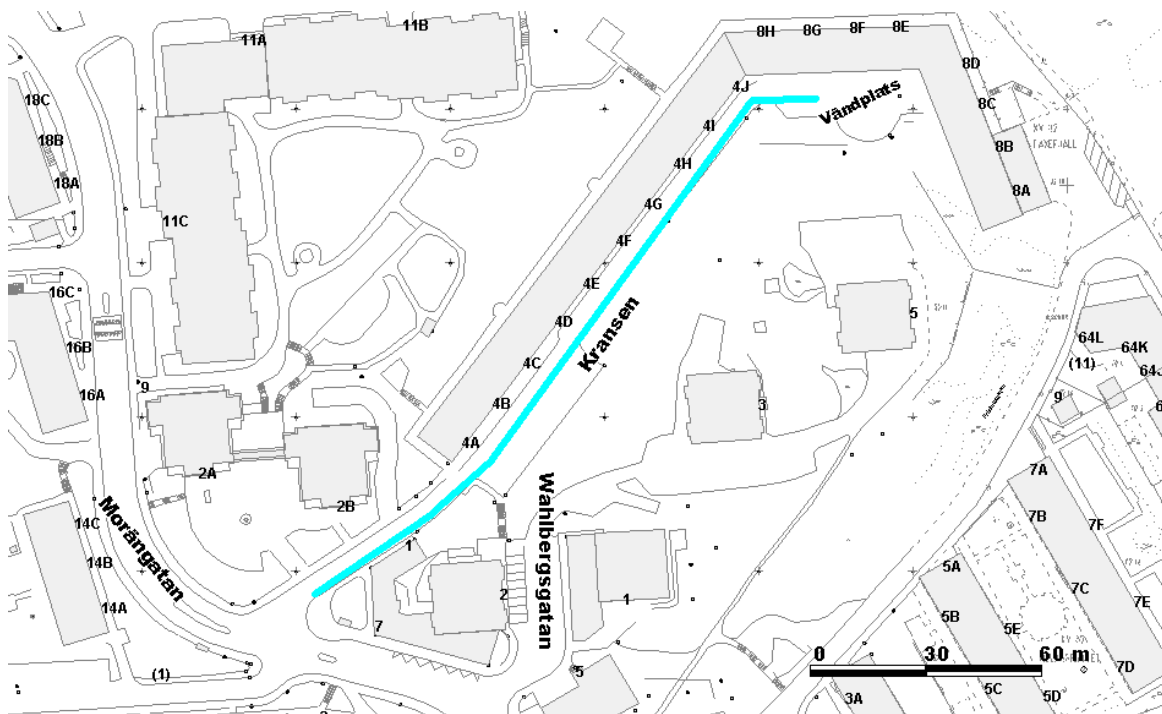 11B
8H
8G
8F
8E
11A
8D
4J
18C
8C
Vändplats
4I
18B
8B
4H
18A
8A
4G
11C
4F
4E
16C
5
4D
Kransen
64L
16B
64K
4C
(11)
64J
9
16A
4B
3
9
4A
7A
2A
Wahlbergsgatan
2B
7B
Morängatan
14C
7F
1
14B
5A
7C
2
1
14A
5B
7E
7
5E
0
30
60 m
(1)
5
7D
5C
5D
3A